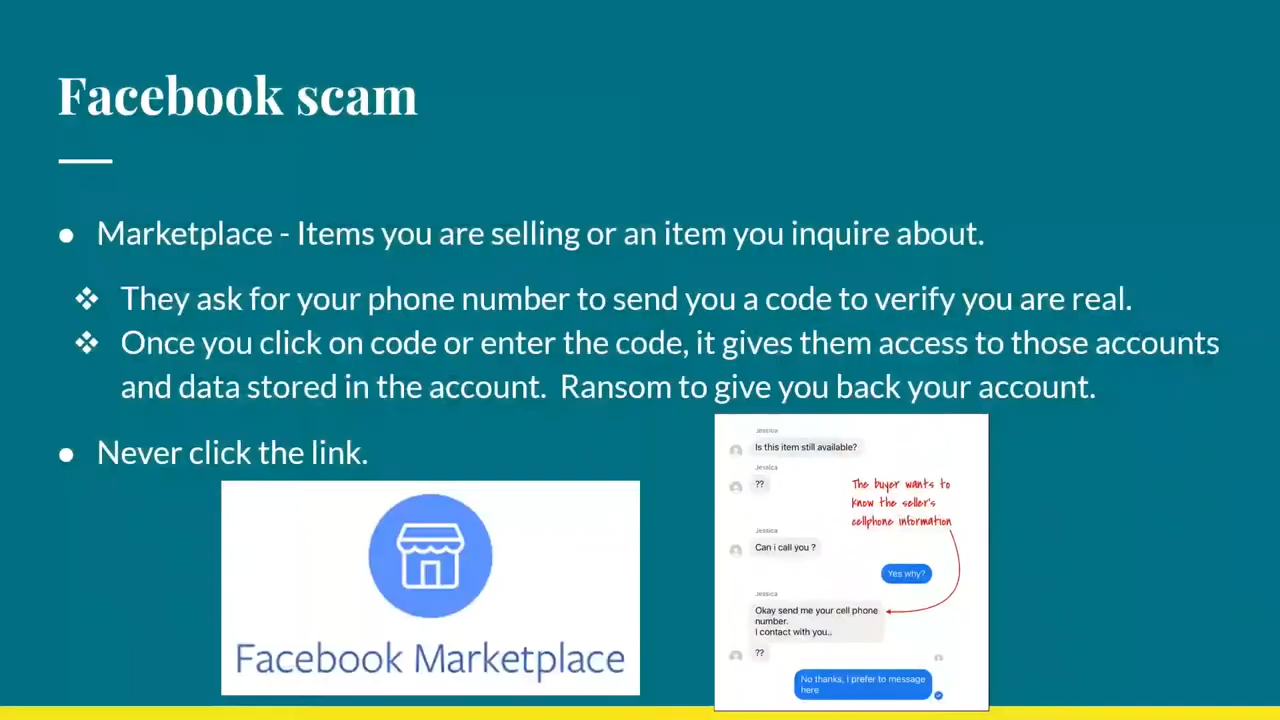 Facebook scam
● Marketplace - Items you are selling or an item you inquire about.
❖ They ask for your phone number to send you a code to verify you are real.
❖ Once you click on code or enter the code, it gives them access to those accounts
and data stored in the account.  Ransom to give you back your account.
● Never click the link.
Facebook Marketplace
Jessica
Is this item still available?
Jessica
??
The buyer wants to
know the seller's
cellphone information
Jessica
Can i call you ?
Yes why?
Jessica
Okay send me your cell phone
number.
I contact with you..
??
No thanks, I prefer to message
here